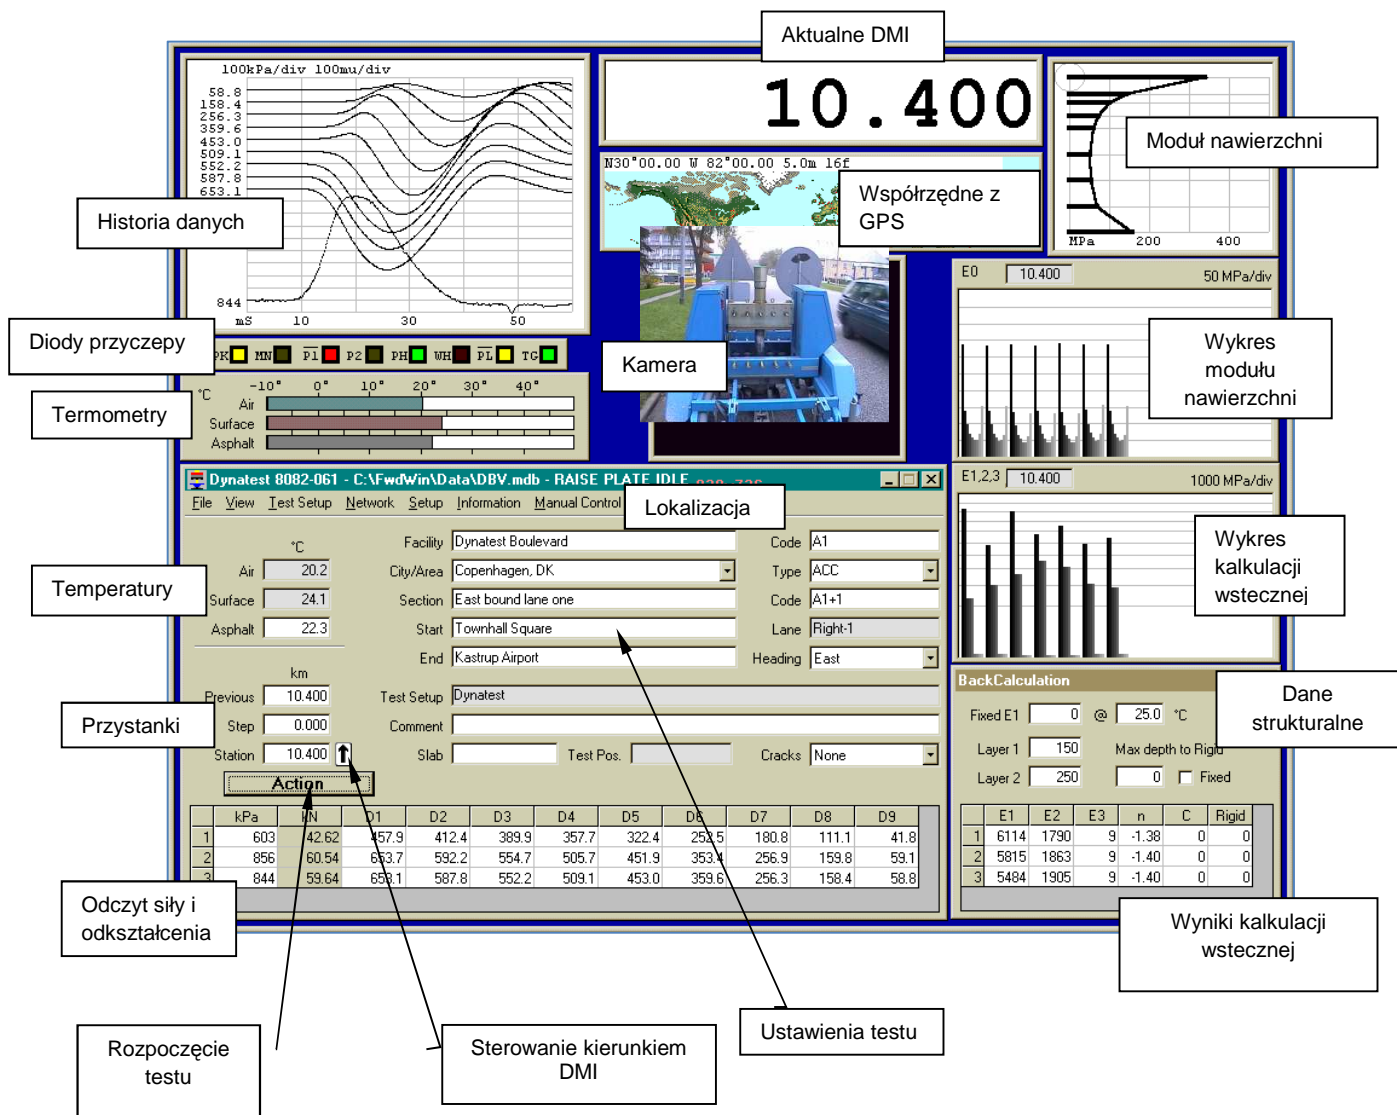 Aktualne DMI
100kPa/div 100mu/div
58.8
158.4
256.3
359.6
453.0
509.1
552.2
587.8
653.1
844
mS 10 30 50
Historia danych
10.400
N30°00.00 W 82°00.00 5.0m 16f
Współrzędne z
GPS
Moduł nawierzchni
MPa 200 400
Kamera
Diody przyczepy
PK MN P1 P2 PH WH PL TG
Termometry
°C -10° 0° 10° 20° 30° 40°
Air
Surface
Asphalt
E0 10.400 50 MPa/div
Wykres
modułu
nawierzchni
E1,2,3 10.400 1000 MPa/div
Wykres
kalkulacji
wstecznej
Dynatest 8082-061 - C:\FwdWin\Data\DBV.mdb - RAISE PLATE IDLE
File View Test Setup Network Setup Information Manual Control
Lokalizacja
Temperatury
°C
Air 20.2
Surface 24.1
Asphalt 22.3
Facility Dynatest Boulevard Code A1
City/Area Copenhagen, DK Type ACC
Section East bound lane one Code A1+1
Start Townhall Square Lane Right-1
End Kastrup Airport Heading East
Przystanki
km
Previous 10.400
Step 0.000
Station 10.400
Test Setup Dynatest
Comment
Slab Test Pos. Cracks None
Action
kPa kN D1 D2 D3 D4 D5 D6 D7 D8 D9
1 603 42.62 457.9 412.4 389.9 357.7 322.4 252.5 180.8 111.1 41.8
2 856 60.54 653.7 592.2 554.7 505.7 451.9 353.4 256.9 159.8 59.1
3 844 59.64 653.1 587.8 552.2 509.1 453.0 359.6 256.3 158.4 58.8
BackCalculation
Dane
strukturalne
Fixed E1 0 @ 25.0 °C
Layer 1 150 Max depth to Rigid
Layer 2 250 0 Fixed
E1 E2 E3 n C Rigid
1 6114 1790 9 -1.38 0 0
2 5815 1863 9 -1.40 0 0
3 5484 1905 9 -1.40 0 0
Odczyt siły i
odkształcenia
Wyniki kalkulacji
wstecznej
Rozpoczęcie
testu
Sterowanie kierunkiem
DMI
Ustawienia testu